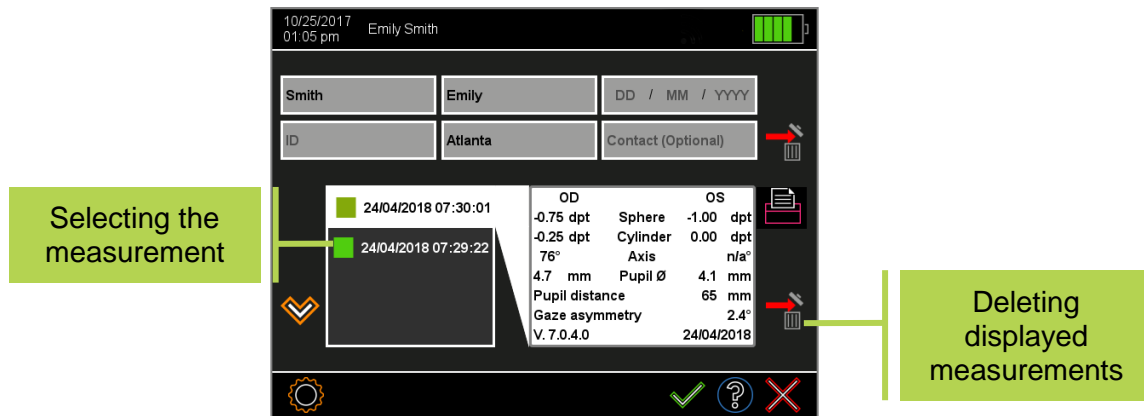 10/25/2017
01:05 pm
Emily Smith
Smith
Emily
DD / MM / YYYY
ID
Atlanta
Contact (Optional)
Selecting the
measurement
24/04/2018 07:30:01
24/04/2018 07:29:22
OD OS
-0.75 dpt Sphere -1.00 dpt
-0.25 dpt Cylinder 0.00 dpt
76° Axis n/a°
4.7 mm Pupil Ø 4.1 mm
Pupil distance 65 mm
Gaze asymmetry 2.4°
V. 7.0.4.0 24/04/2018
Deleting
displayed
measurements
?